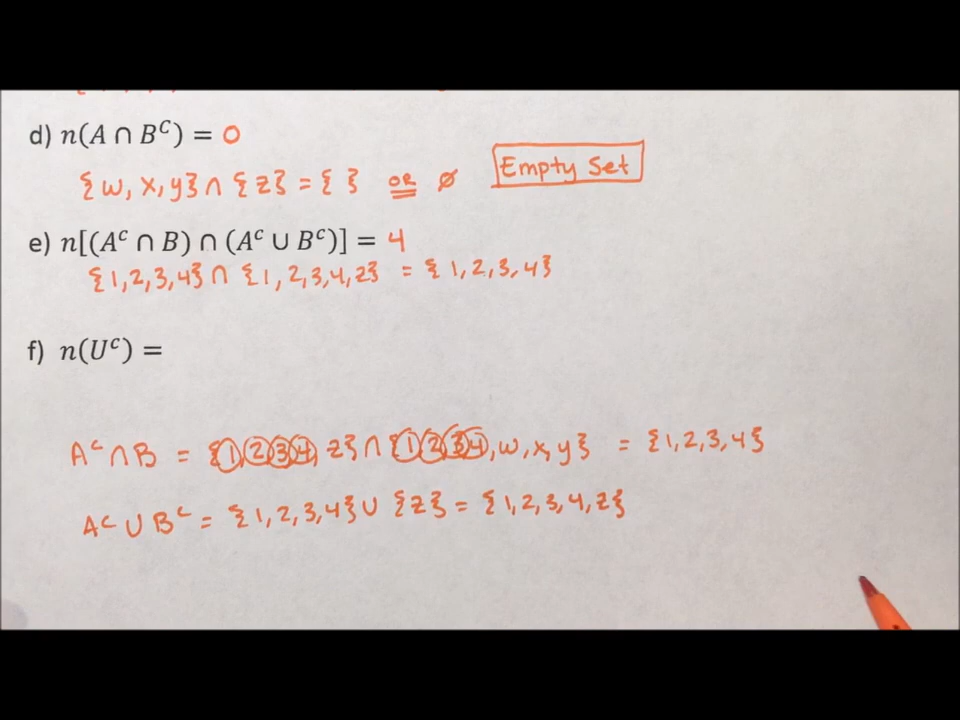 d) n(A ∩ B^C) = 0
{w, x, y} ∩ {z} = { } OR ∅
Empty Set
e) n[(A^c ∩ B) ∩ (A^c ∪ B^c)] = 4
{1,2,3,4} ∩ {1,2,3,4,z} = {1,2,3,4}
f) n(U^c) =
A^c ∩ B = {1,2,3,4, z} ∩ {1,2,3,4,w,x,y} = {1,2,3,4}
A^c ∪ B^c = {1,2,3,4} ∪ {z} = {1,2,3,4,z}